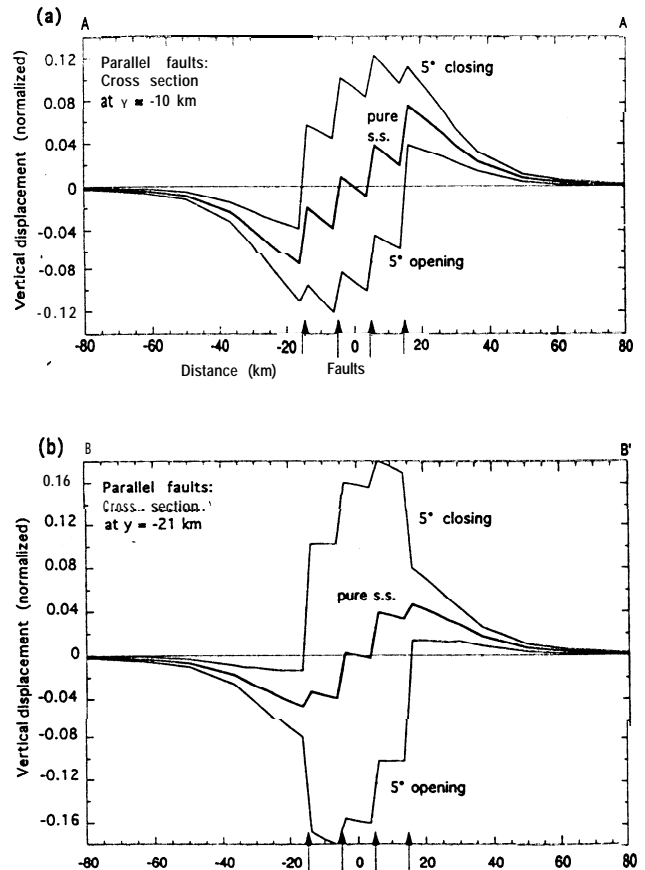 (a)
A A
Parallel faults:
Cross section
at y = -10 km
5° closing
pure
s.s.
5° opening
Vertical displacement (normalized)
0.12
0.08
0.04
0
-0.04
-0.08
-0.12
-80 -60 -40 -20 0 20 40 60 80
Distance (km) Faults
(b)
B B'
Parallel faults:
Cross section
at y = -21 km
5° closing
pure s.s.
5° opening
Vertical displacement (normalized)
0.16
0.12
0.08
0.04
0
-0.04
-0.08
-0.12
-0.16
-80 -60 -40 -20 0 20 40 60 80